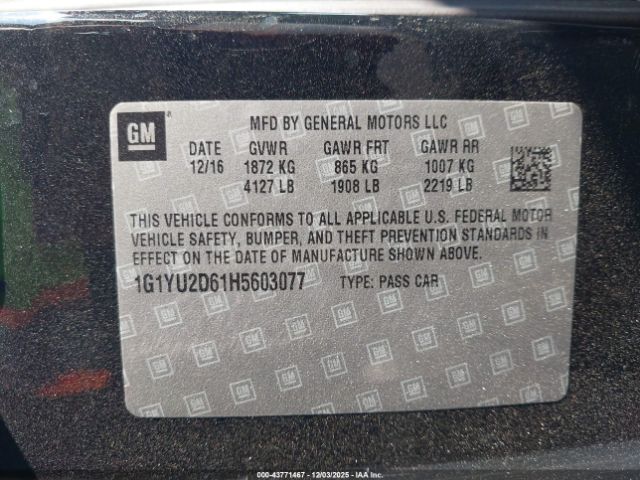 GM ®
MFD BY GENERAL MOTORS LLC
DATE GVWR GAWR FRT GAWR RR
12/16 1872 KG 865 KG 1007 KG
4127 LB 1908 LB 2219 LB
THIS VEHICLE CONFORMS TO ALL APPLICABLE U.S. FEDERAL MOTOR
VEHICLE SAFETY, BUMPER, AND THEFT PREVENTION STANDARDS IN
EFFECT ON THE DATE OF MANUFACTURE SHOWN ABOVE.
1G1YU2D61H5603077 TYPE: PASS CAR
000-43771467 12/03/2025 IAA Inc.